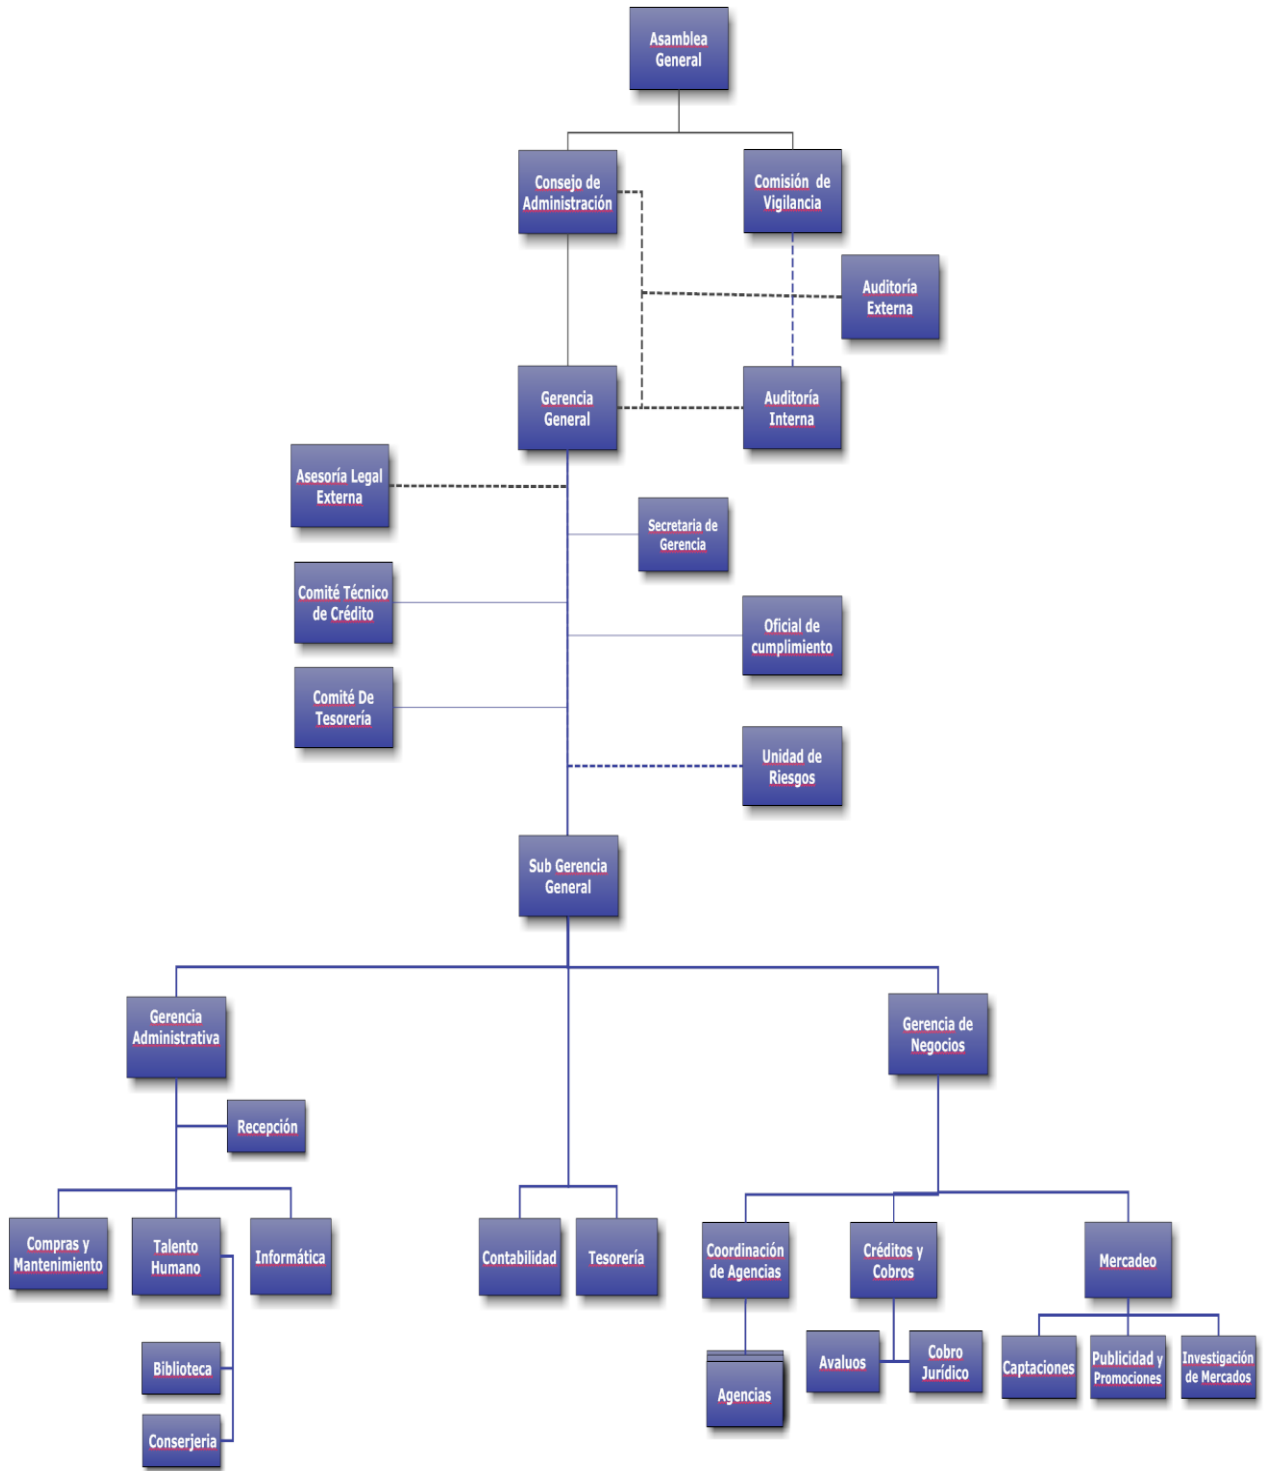 Asamblea
General
Consejo de
Administración
Comisión de
Vigilancia
Auditoría
Externa
Gerencia
General
Auditoría
Interna
Asesoría Legal
Externa
Secretaria de
Gerencia
Comité Técnico
de Crédito
Oficial de
cumplimiento
Comité De
Tesorería
Unidad de
Riesgos
Sub Gerencia
General
Gerencia
Administrativa
Gerencia de
Negocios
Recepción
Compras y
Mantenimiento
Talento
Humano
Informática
Contabilidad
Tesorería
Coordinación
de Agencias
Créditos y
Cobros
Mercadeo
Biblioteca
Conserjeria
Agencias
Avaluos
Cobro
Jurídico
Captaciones
Publicidad y
Promociones
Investigación
de Mercados